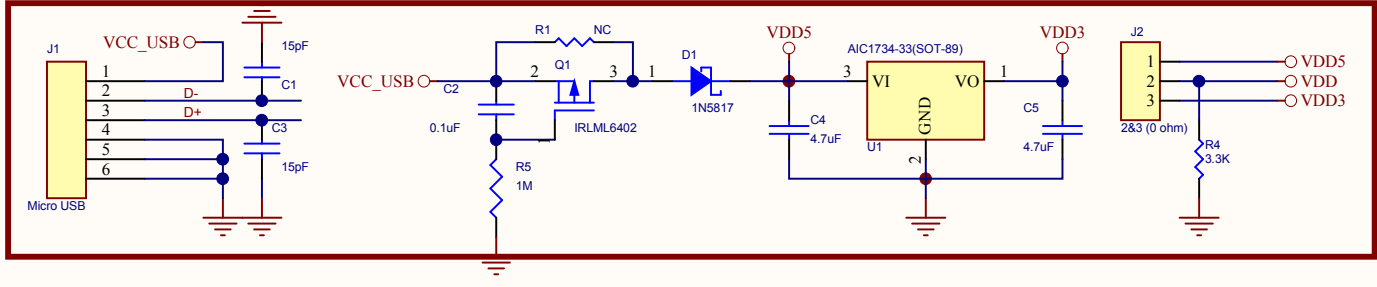 J1
VCC_USB
15pF
C1
1
2
D-
3
D+
C3
4
5
15pF
6
Micro USB
R1
NC
Q1
VCC_USB
2
3
C2
0.1uF
IRLML6402
R5
1M
D1
1
1N5817
VDD5
C4
4.7uF
AIC1734-33(SOT-89)
3
VI
VO
1
GND
2
U1
VDD3
C5
4.7uF
J2
1
VDD5
2
VDD
3
VDD3
2&3 (0 ohm)
R4
3.3K